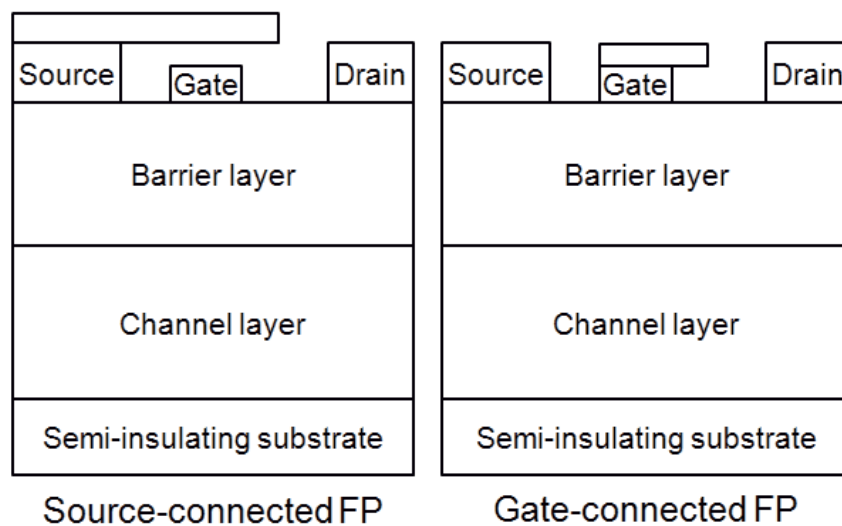 Source
Gate
Drain
Barrier layer
Channel layer
Semi-insulating substrate
Source-connected FP
Source
Gate
Drain
Barrier layer
Channel layer
Semi-insulating substrate
Gate-connected FP